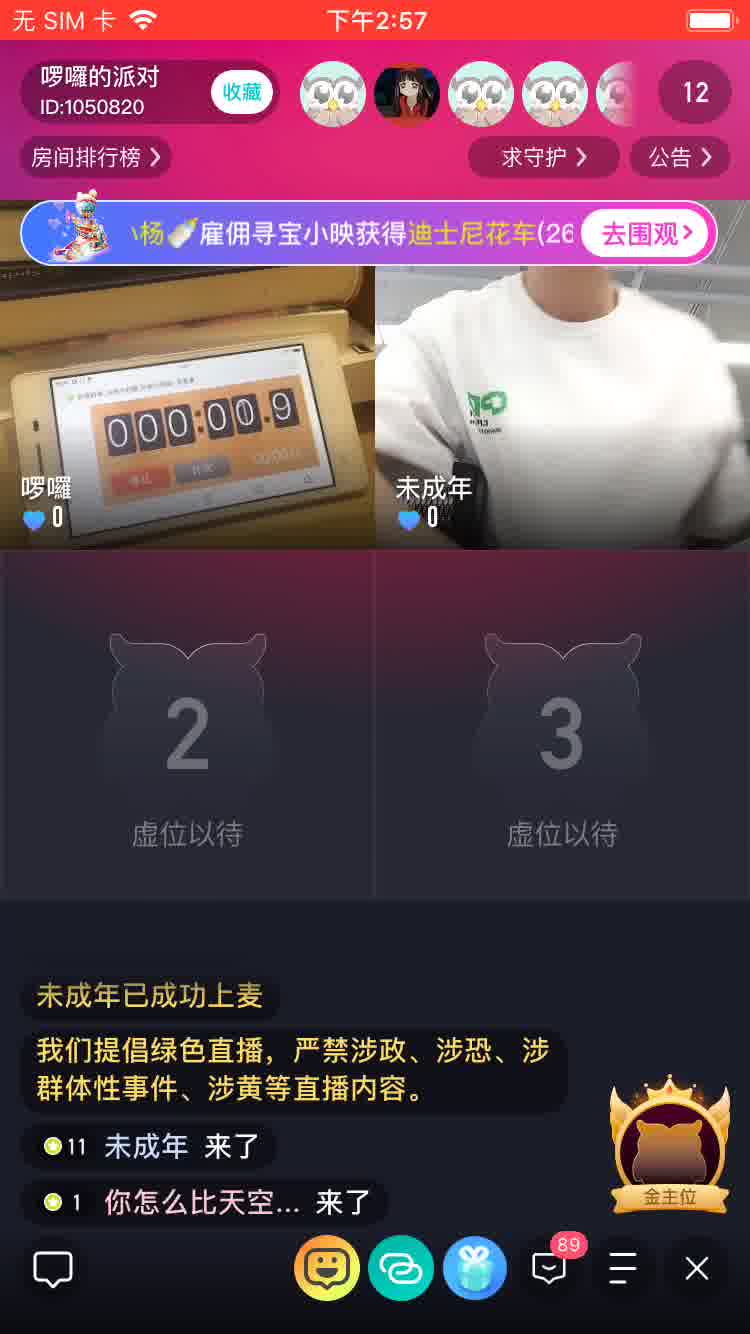 无 SIM 卡
下午2:57
啰囉的派对
ID:1050820
收藏
12
房间排行榜
求守护
公告
杨🍼雇佣寻宝小映获得迪士尼花车(26
去围观
000:00.9
啰囉
0
未成年
0
2
虚位以待
3
虚位以待
未成年已成功上麦
我们提倡绿色直播，严禁涉政、涉恐、涉
群体性事件、涉黄等直播内容。
11 未成年 来了
1 你怎么比天空... 来了
金主位
89